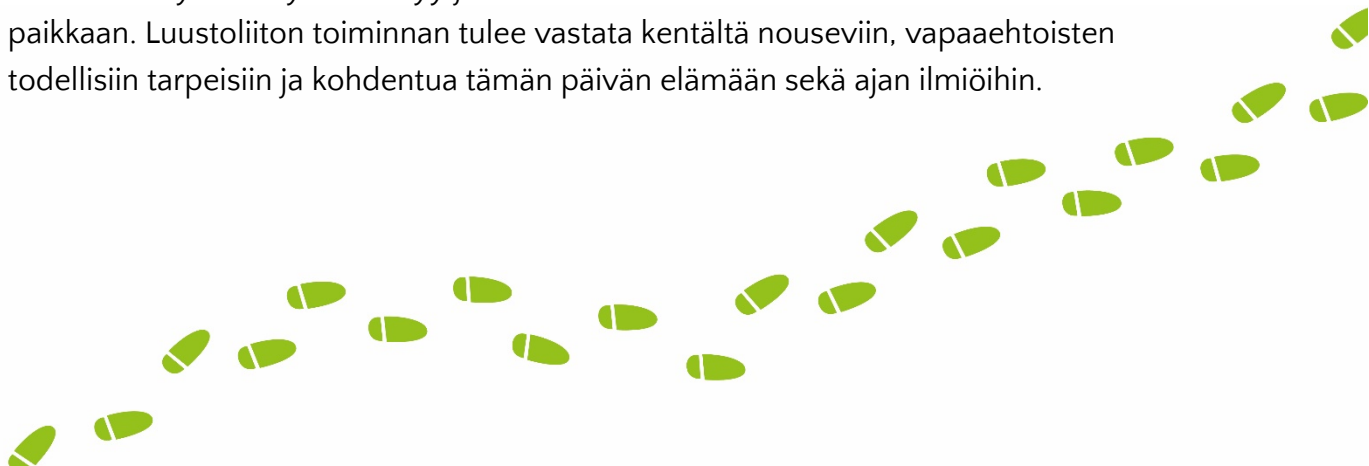 paikkaan. Luustoliiton toiminnan tulee vastata kentältä nouseviin, vapaaehtoisten
todellisiin tarpeisiin ja kohdentua tämän päivän elämään sekä ajan ilmiöihin.